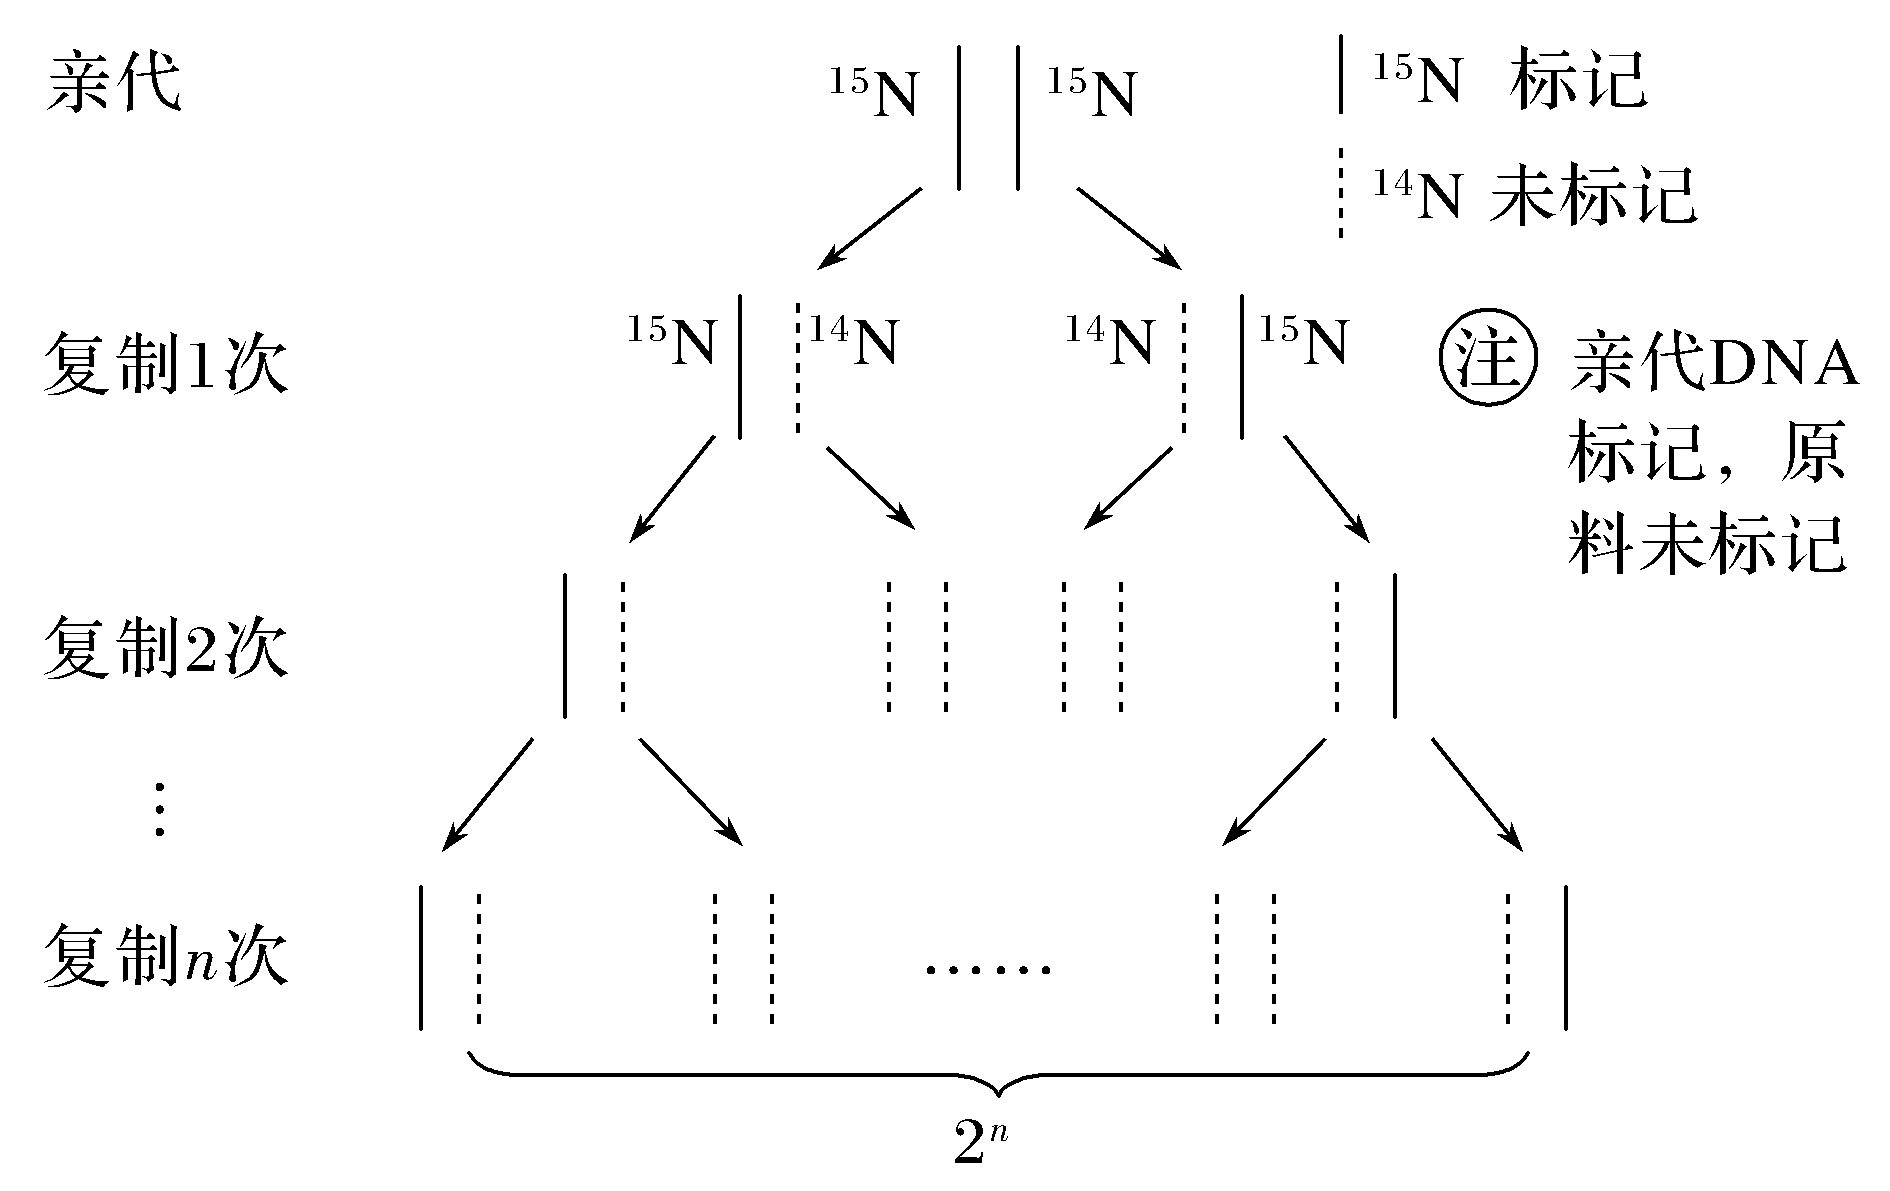 亲代
¹⁵N ¹⁵N
¹⁵N 标记
¹⁴N 未标记
复制1次
¹⁵N ¹⁴N ¹⁴N ¹⁵N
注 亲代DNA
标记，原
料未标记
复制2次
⋮
复制n次
……
2ⁿ